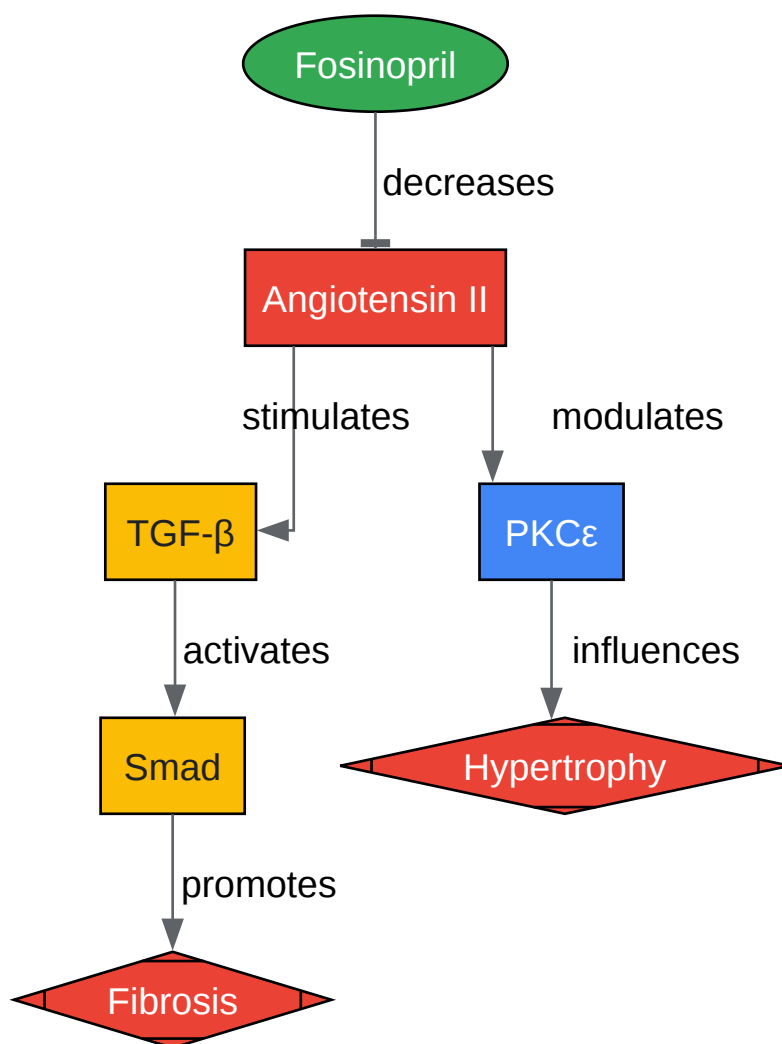 Fosinopril
decreases
Angiotensin II
stimulates
modulates
TGF-β
PKCε
activates
influences
Smad
Hypertrophy
promotes
Fibrosis